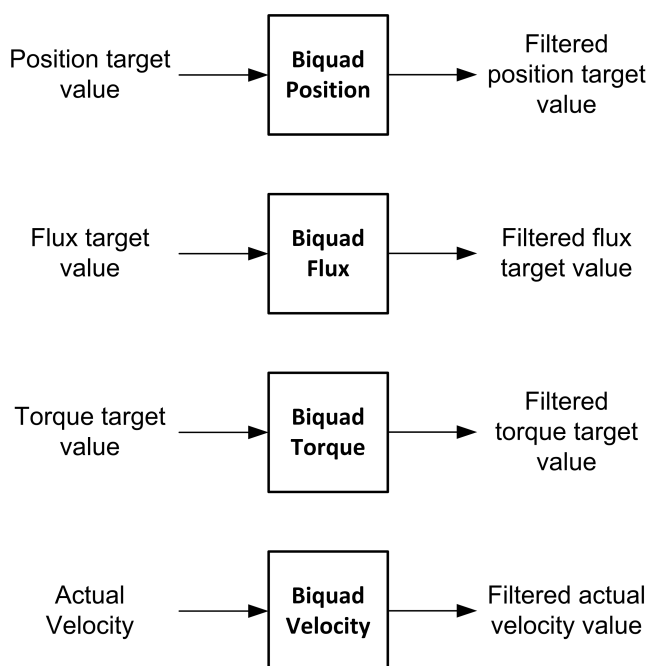 Position target
value
Biquad
Position
Filtered
position target
value
Flux target
value
Biquad
Flux
Filtered flux
target value
Torque target
value
Biquad
Torque
Filtered
torque target
value
Actual
Velocity
Biquad
Velocity
Filtered actual
velocity value